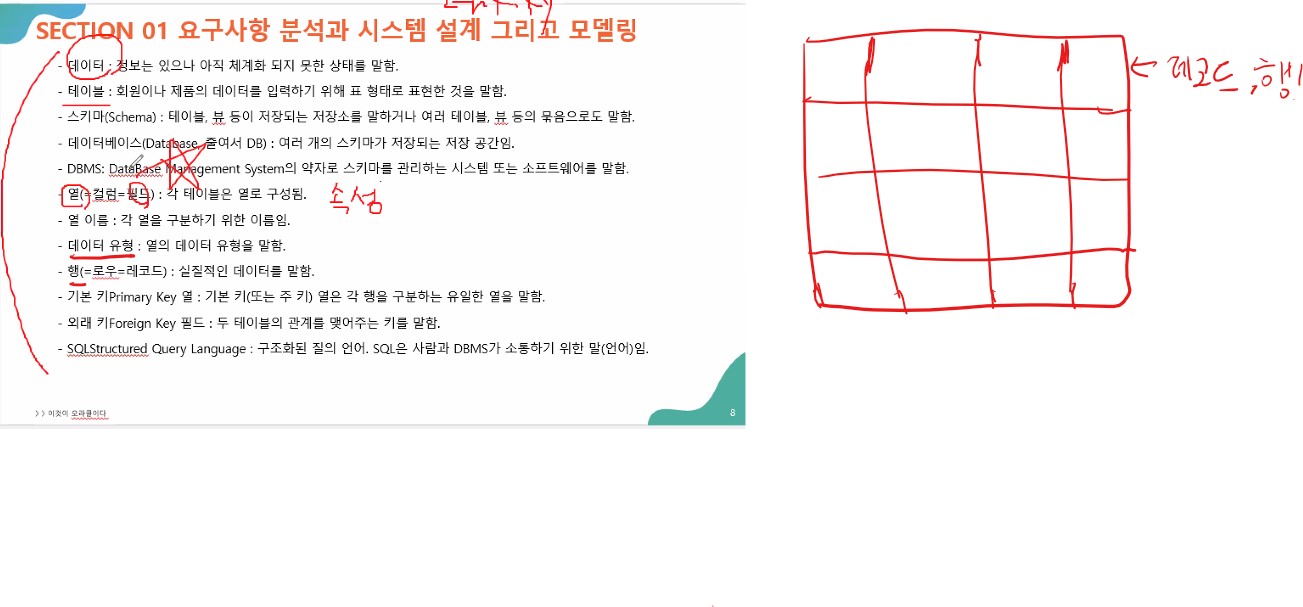 SECTION 01 요구사항 분석과 시스템 설계 그리고 모델링
- 데이터 : 정보는 있으나 아직 체계화 되지 못한 상태를 말함.
- 테이블 : 회원이나 제품의 데이터를 입력하기 위해 표 형태로 표현한 것을 말함.
- 스키마(Schema) : 테이블, 뷰 등이 저장되는 저장소를 말하거나 여러 테이블, 뷰 등의 묶음으로도 말함.
- 데이터베이스(Database, 줄여서 DB) : 여러 개의 스키마가 저장되는 저장 공간임.
- DBMS: DataBase Management System의 약자로 스키마를 관리하는 시스템 또는 소프트웨어를 말함.
- 열(=컬럼=필드) : 각 테이블은 열로 구성됨.
속성
- 열 이름 : 각 열을 구분하기 위한 이름임.
- 데이터 유형 : 열의 데이터 유형을 말함.
- 행(=로우=레코드) : 실질적인 데이터를 말함.
- 기본 키Primary Key 열 : 기본 키(또는 주 키) 열은 각 행을 구분하는 유일한 열을 말함.
- 외래 키Foreign Key 필드 : 두 테이블의 관계를 맺어주는 키를 말함.
- SQLStructured Query Language : 구조화된 질의 언어. SQL은 사람과 DBMS가 소통하기 위한 말(언어)임.
>> 이것이 오라클이다
8
← 레코드, 행